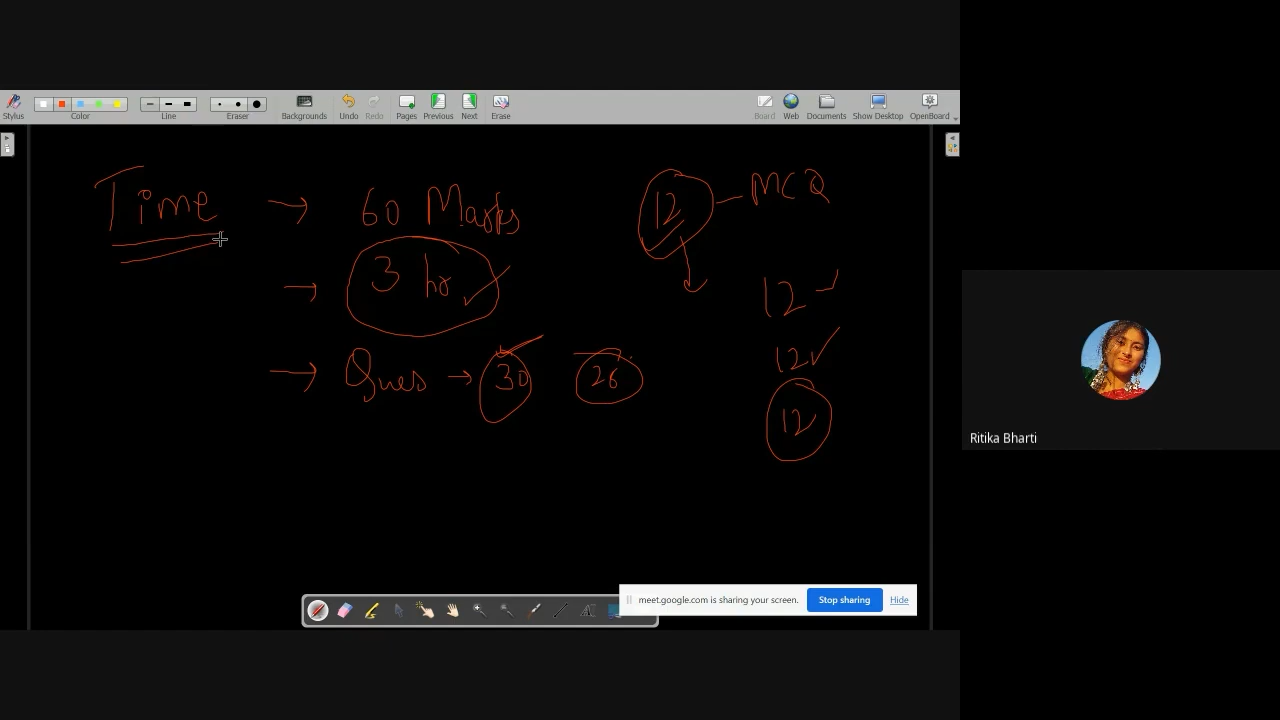 Stylus
Color
Line
Eraser
Backgrounds
Undo
Redo
Pages
Previous
Next
Erase
Board
Web
Documents
Show Desktop
OpenBoard
Time → 60 Marks
→ 3 hr
→ Ques → 30 26
12 - MCQ
12
12
12
Ritika Bharti
meet.google.com is sharing your screen.
Stop sharing
Hide